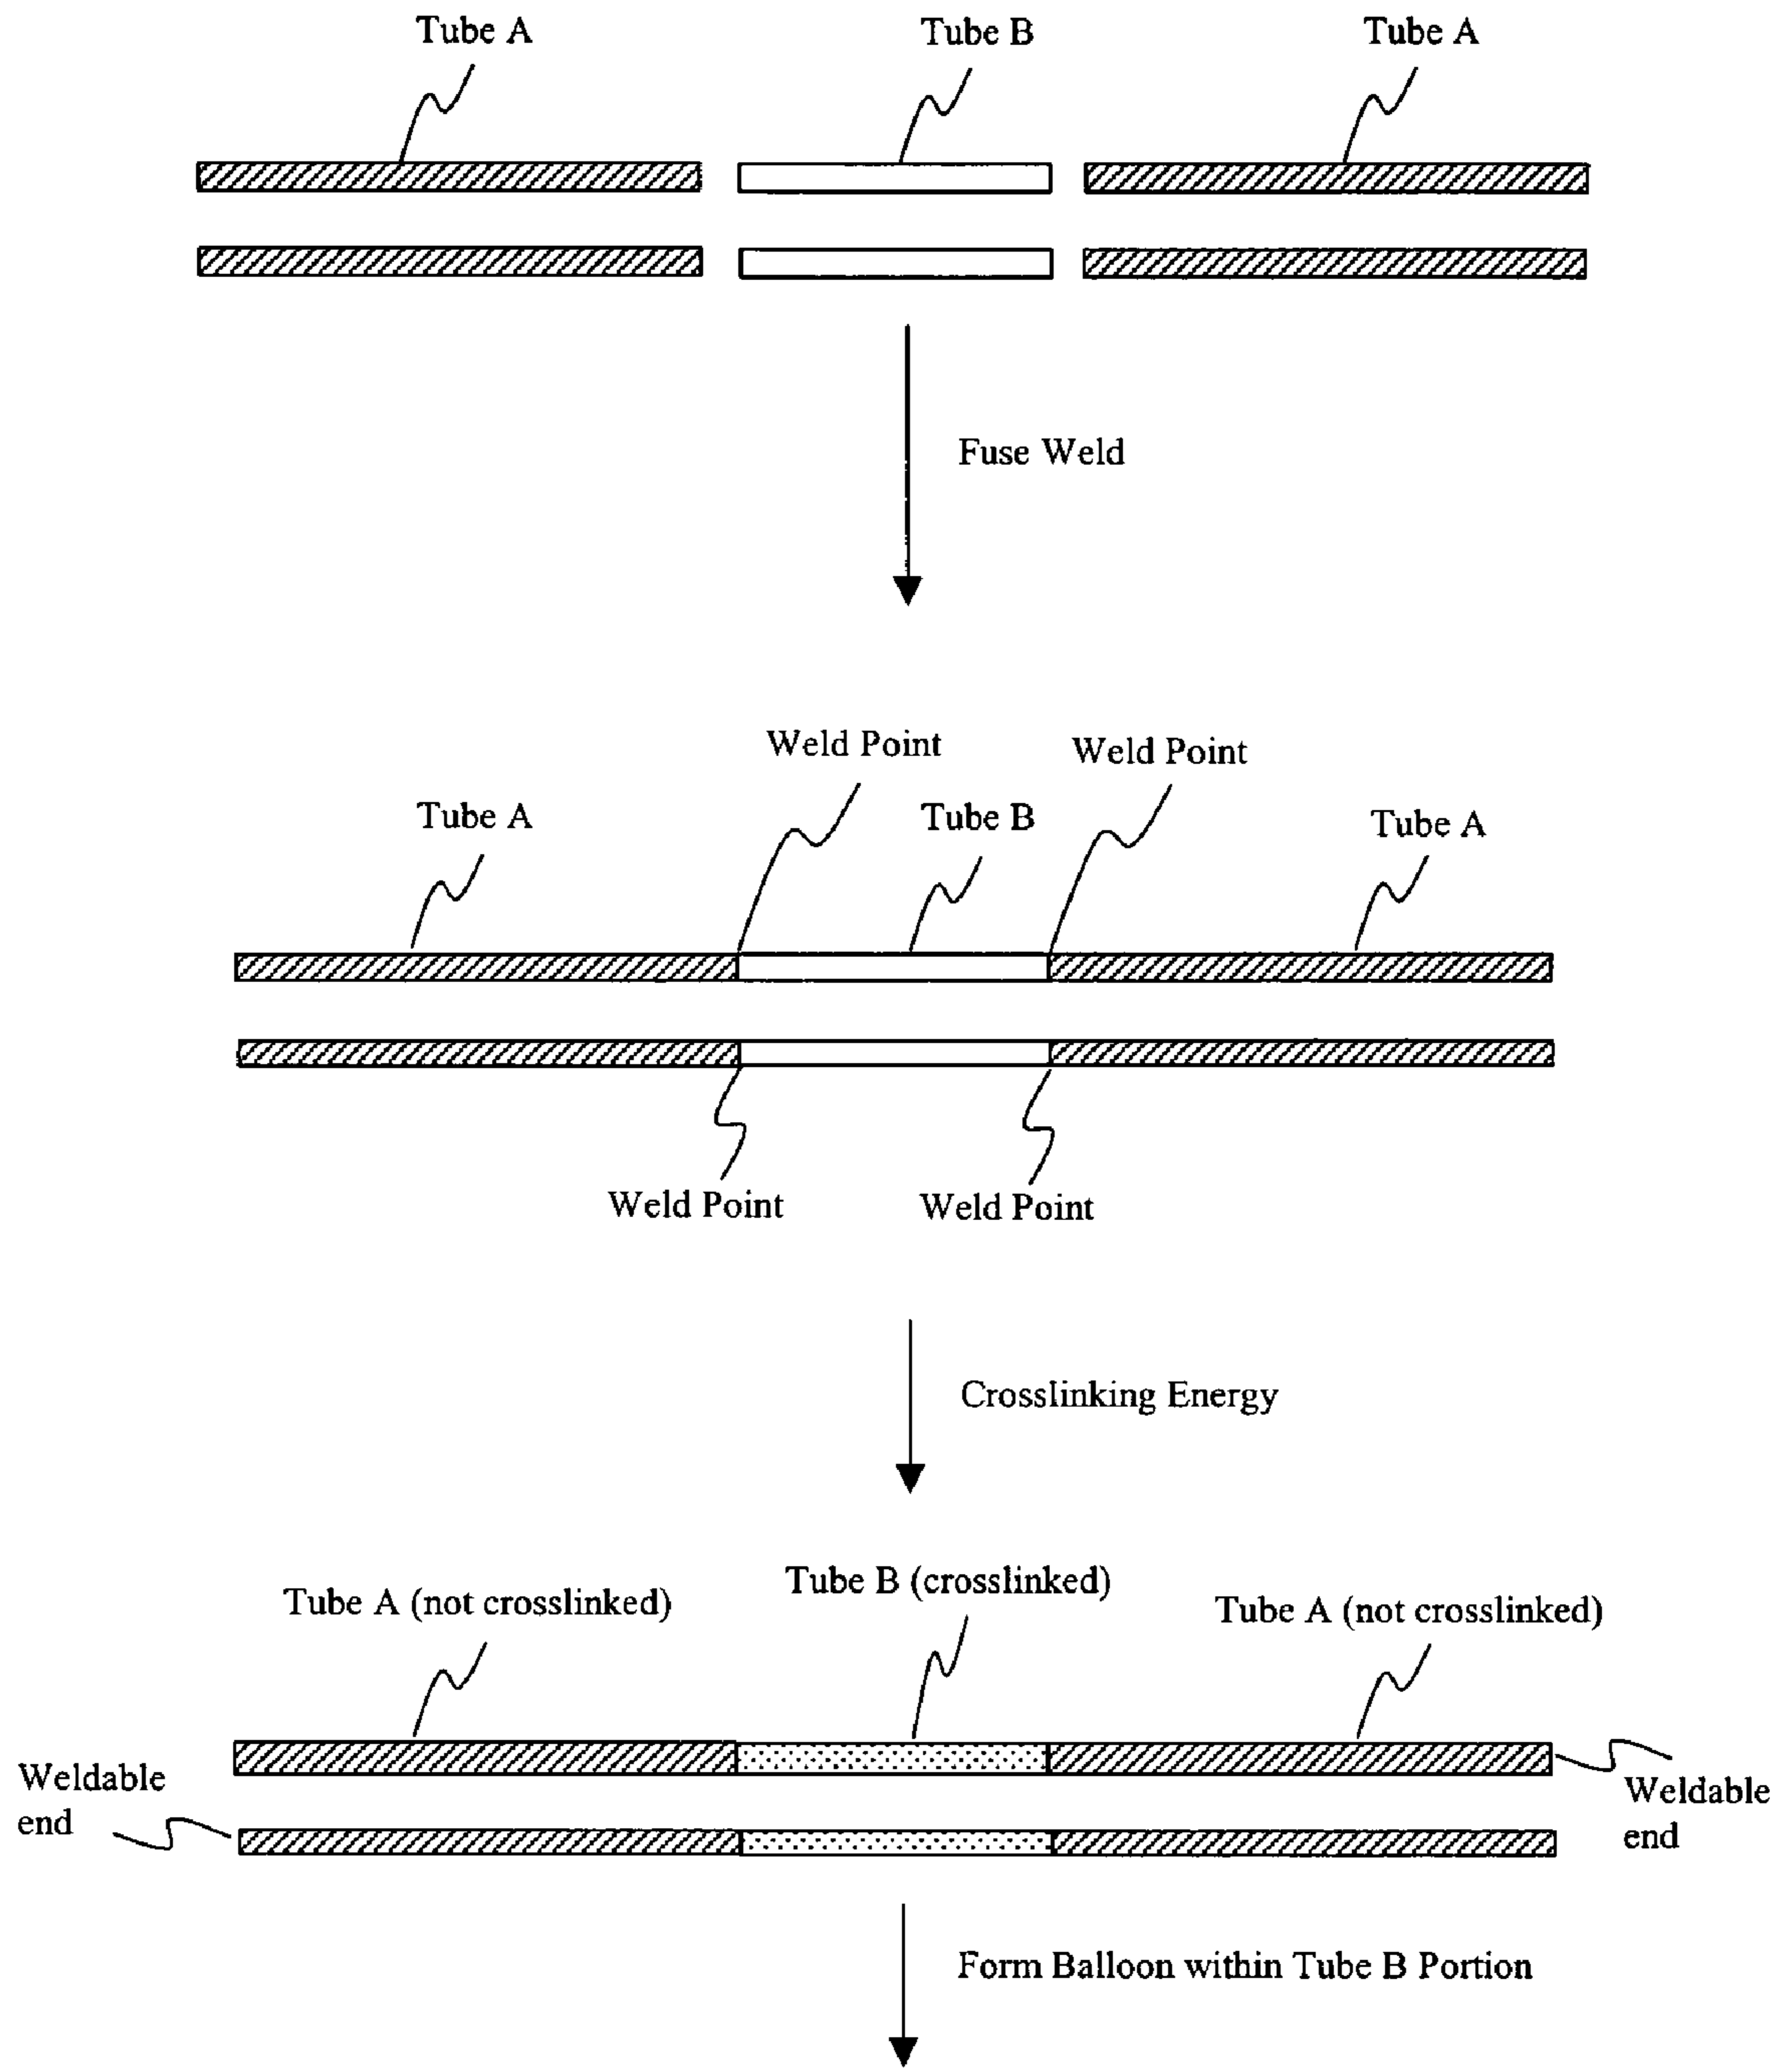 Tube A
Tube B
Tube A
Fuse Weld
Weld Point
Weld Point
Tube A
Tube B
Tube A
Weld Point
Weld Point
Crosslinking Energy
Tube A (not crosslinked)
Tube B (crosslinked)
Tube A (not crosslinked)
Weldable
end
Weldable
end
Form Balloon within Tube B Portion